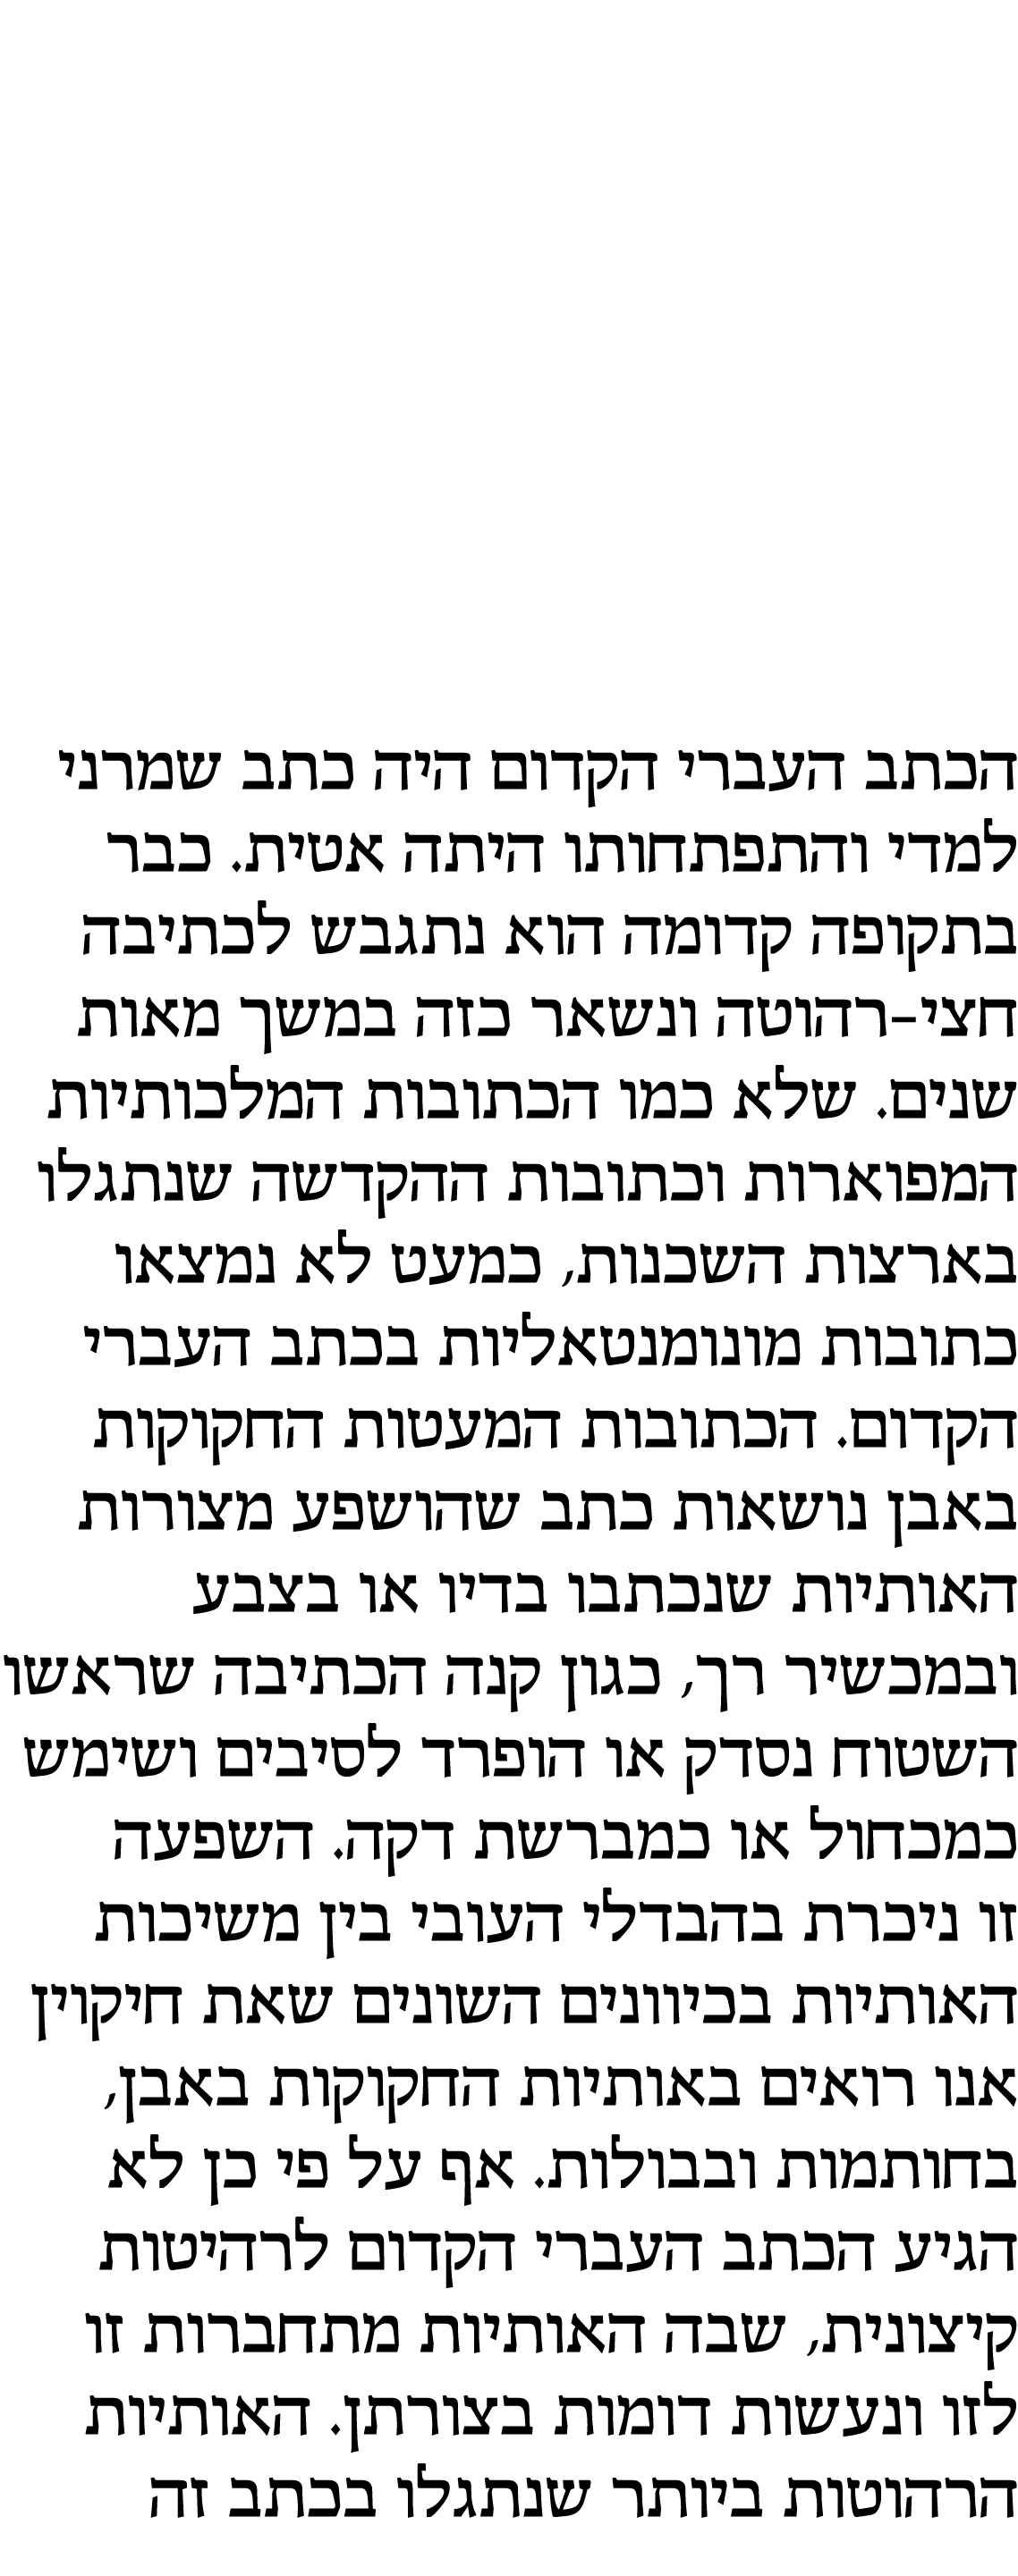 הכתב העברי הקדום היה כתב שמרני
למדי והתפתחותו היתה אטית. כבר
בתקופה קדומה הוא נתגבש לכתיבה
חצי-רהוטה ונשאר כזה במשך מאות
שנים. שלא כמו הכתובות המלכותיות
המפוארות וכתובות ההקדשה שנתגלו
בארצות השכנות, כמעט לא נמצאו
כתובות מונומנטאליות בכתב העברי
הקדום. הכתובות המעטות החקוקות
באבן נושאות כתב שהושפע מצורות
האותיות שנכתבו בדיו או בצבע
ובמכשיר רך, כגון קנה הכתיבה שראשו
השטוח נסדק או הופרד לסיבים ושימש
כמכחול או כמברשת דקה. השפעה
זו ניכרת בהבדלי העובי בין משיכות
האותיות בכיוונים השונים שאת חיקוין
אנו רואים באותיות החקוקות באבן,
בחותמות ובבולות. אף על פי כן לא
הגיע הכתב העברי הקדום לרהיטות
קיצונית, שבה האותיות מתחברות זו
לזו ונעשות דומות בצורתן. האותיות
הרהוטות ביותר שנתגלו בכתב זה